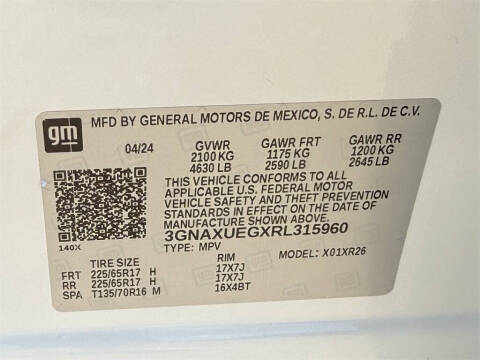 gm
MFD BY GENERAL MOTORS DE MEXICO, S. DE R.L. DE C.V.
04/24 GVWR GAWR FRT GAWR RR
2100 KG 1175 KG 1200 KG
4630 LB 2590 LB 2645 LB
THIS VEHICLE CONFORMS TO ALL
APPLICABLE U.S. FEDERAL MOTOR
VEHICLE SAFETY AND THEFT PREVENTION
STANDARDS IN EFFECT ON THE DATE OF
MANUFACTURE SHOWN ABOVE.
3GNAXUEGXRL315960
140X TYPE: MPV MODEL: X01XR26
TIRE SIZE RIM
FRT 225/65R17 H 17X7J
RR 225/65R17 H 17X7J
SPA T135/70R16 M 16X4BT